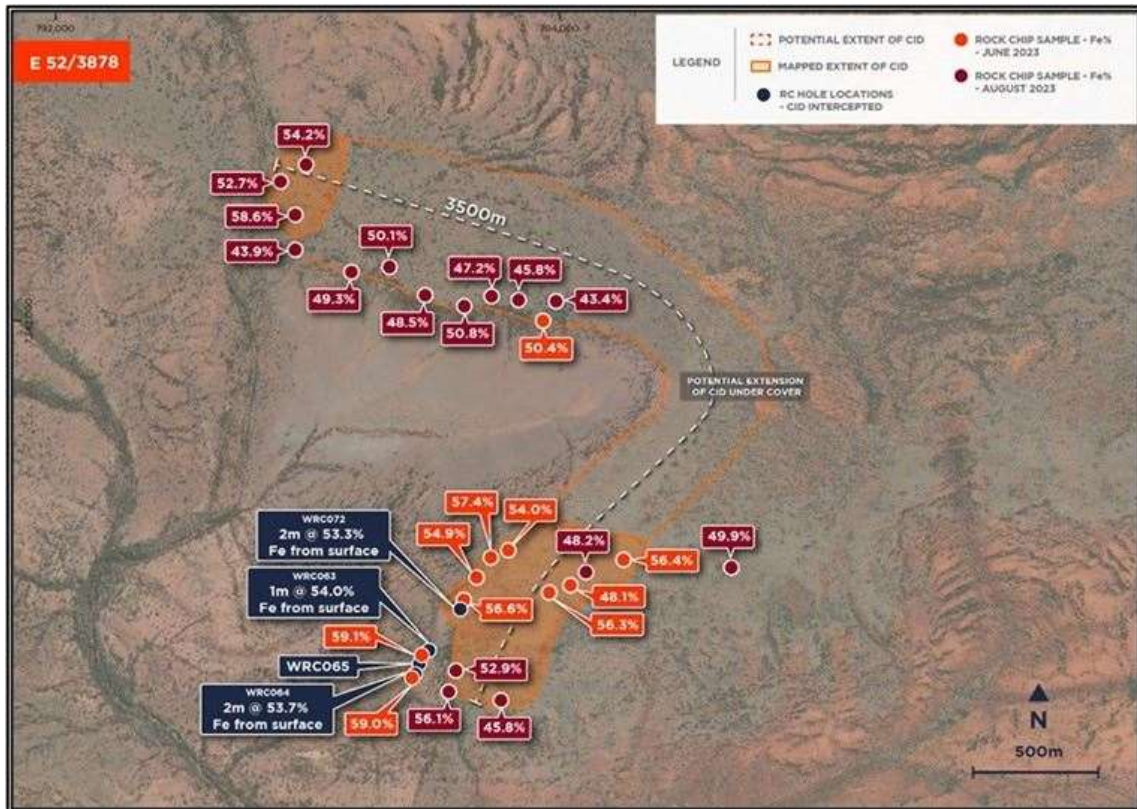 792,000
794,000
E 52/3878
LEGEND
POTENTIAL EXTENT OF CID
MAPPED EXTENT OF CID
RC HOLE LOCATIONS
- CID INTERCEPTED
ROCK CHIP SAMPLE - Fe%
- JUNE 2023
ROCK CHIP SAMPLE - Fe%
- AUGUST 2023
54.2%
52.7%
3500m
58.6%
50.1%
43.9%
47.2%
45.8%
49.3%
43.4%
48.5%
50.8%
50.4%
POTENTIAL EXTENSION
OF CID UNDER COVER
57.4%
54.0%
WRC072
2m @ 53.3%
Fe from surface
54.9%
48.2%
49.9%
56.4%
WRC063
1m @ 54.0%
Fe from surface
56.6%
48.1%
56.3%
59.1%
WRC065
52.9%
WRC064
2m @ 53.7%
Fe from surface
59.0%
56.1%
45.8%
N
500m